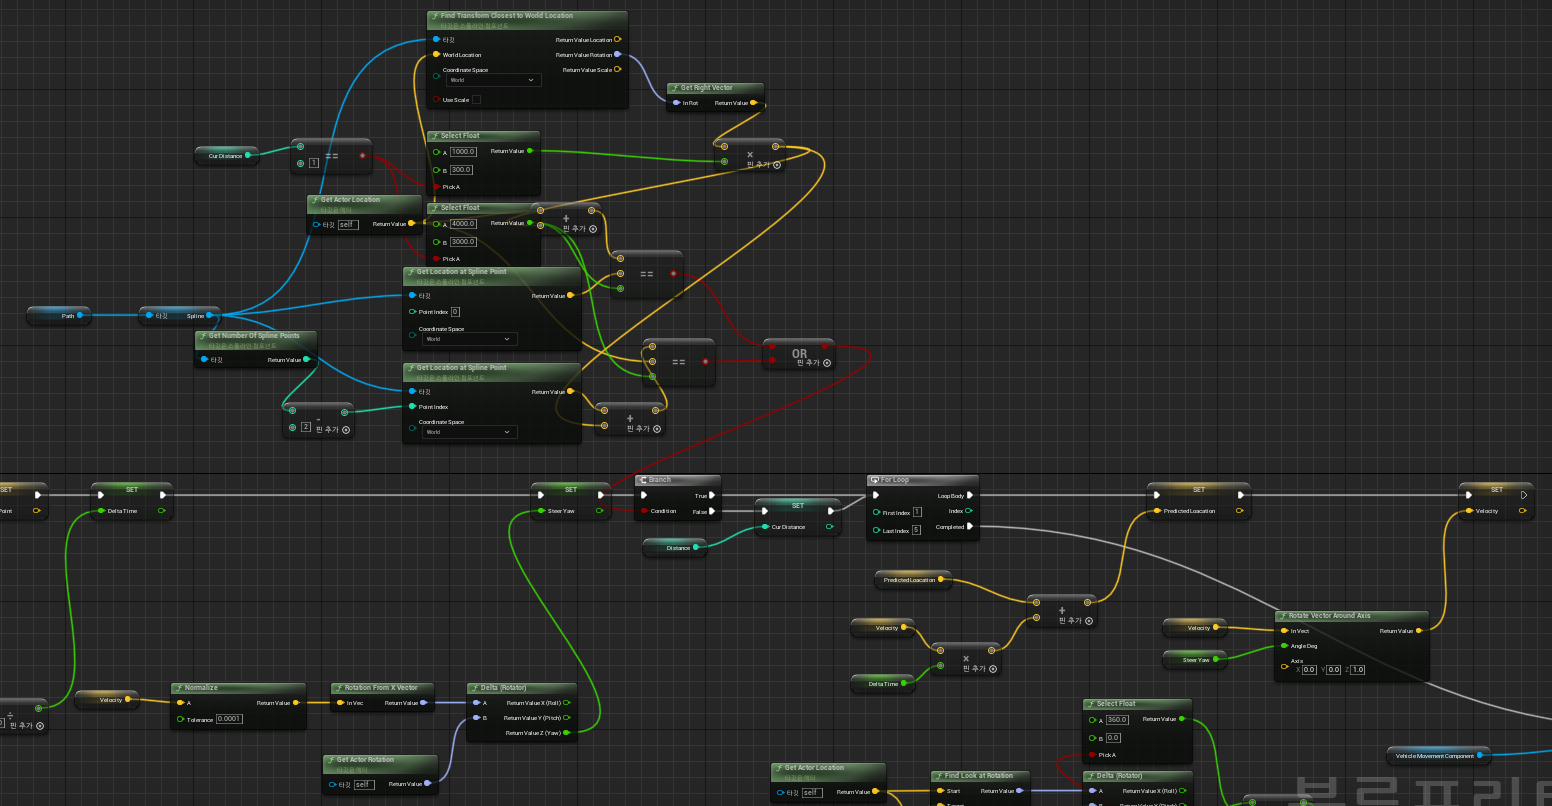 Find Transform Closest to World Location
타깃은 스플라인 컴포넌트
타깃
World Location
Coordinate Space
World
Use Scale
Return Value Location
Return Value Rotation
Return Value Scale
Get Right Vector
In Rot
Return Value
Cur Distance
1
==
Select Float
A 1000.0
B 300.0
Pick A
Return Value
x
핀 추가
Get Actor Location
타깃은 액터
타깃 self
Return Value
Select Float
A 4000.0
B 3000.0
Pick A
Return Value
+
핀 추가
==
Get Location at Spline Point
타깃은 스플라인 컴포넌트
타깃
Point Index 0
Coordinate Space
World
Return Value
Path
타깃 Spline
Get Number Of Spline Points
타깃은 스플라인 컴포넌트
타깃
Return Value
==
OR
핀 추가
Get Location at Spline Point
타깃은 스플라인 컴포넌트
타깃
Point Index
Coordinate Space
World
Return Value
-
2
핀 추가
+
핀 추가
SET
Point
SET
Delta Time
SET
Steer Yaw
Branch
Condition
True
False
SET
Cur Distance
Distance
For Loop
First Index 1
Last Index 5
Loop Body
Index
Completed
SET
Predicted Loacation
SET
Velocity
Predicted Loacation
+
핀 추가
Velocity
x
핀 추가
Delta Time
Velocity
Steer Yaw
Rotate Vector Around Axis
In Vect
Angle Deg
Axis
X 0.0 Y 0.0 Z 1.0
Return Value
÷
핀 추가
Velocity
Normalize
A
Tolerance 0.0001
Return Value
Rotation From X Vector
In Vec
Return Value
Delta (Rotator)
A
B
Return Value X (Roll)
Return Value Y (Pitch)
Return Value Z (Yaw)
Get Actor Rotation
타깃은 액터
타깃 self
Return Value
Select Float
A 360.0
B 0.0
Pick A
Return Value
Vehicle Movement Component
Get Actor Location
타깃은 액터
타깃 self
Return Value
Find Look at Rotation
Start
Return Value
Delta (Rotator)
A
Return Value X (Roll)